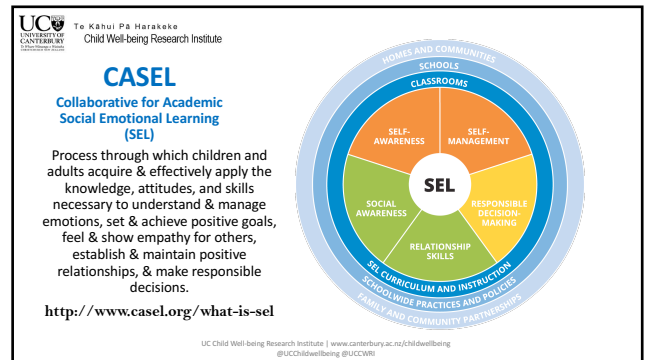 UC
UNIVERSITY OF
CANTERBURY
Te Kāhui Pā Harakeke
Child Well-being Research Institute
CASEL
Collaborative for Academic
Social Emotional Learning
(SEL)
Process through which children and
adults acquire & effectively apply the
knowledge, attitudes, and skills
necessary to understand & manage
emotions, set & achieve positive goals,
feel & show empathy for others,
establish & maintain positive
relationships, & make responsible
decisions.
http://www.casel.org/what-is-sel
HOMES AND COMMUNITIES
SCHOOLS
CLASSROOMS
SELF-
AWARENESS
SELF-
MANAGEMENT
SEL
SOCIAL
AWARENESS
RESPONSIBLE
DECISION-
MAKING
RELATIONSHIP
SKILLS
SEL CURRICULUM AND INSTRUCTION
SCHOOLWIDE PRACTICES AND POLICIES
FAMILY AND COMMUNITY PARTNERSHIPS
UC Child Well-being Research Institute | www.canterbury.ac.nz/childwellbeing
@UCChildwellbeing @UCCWRI